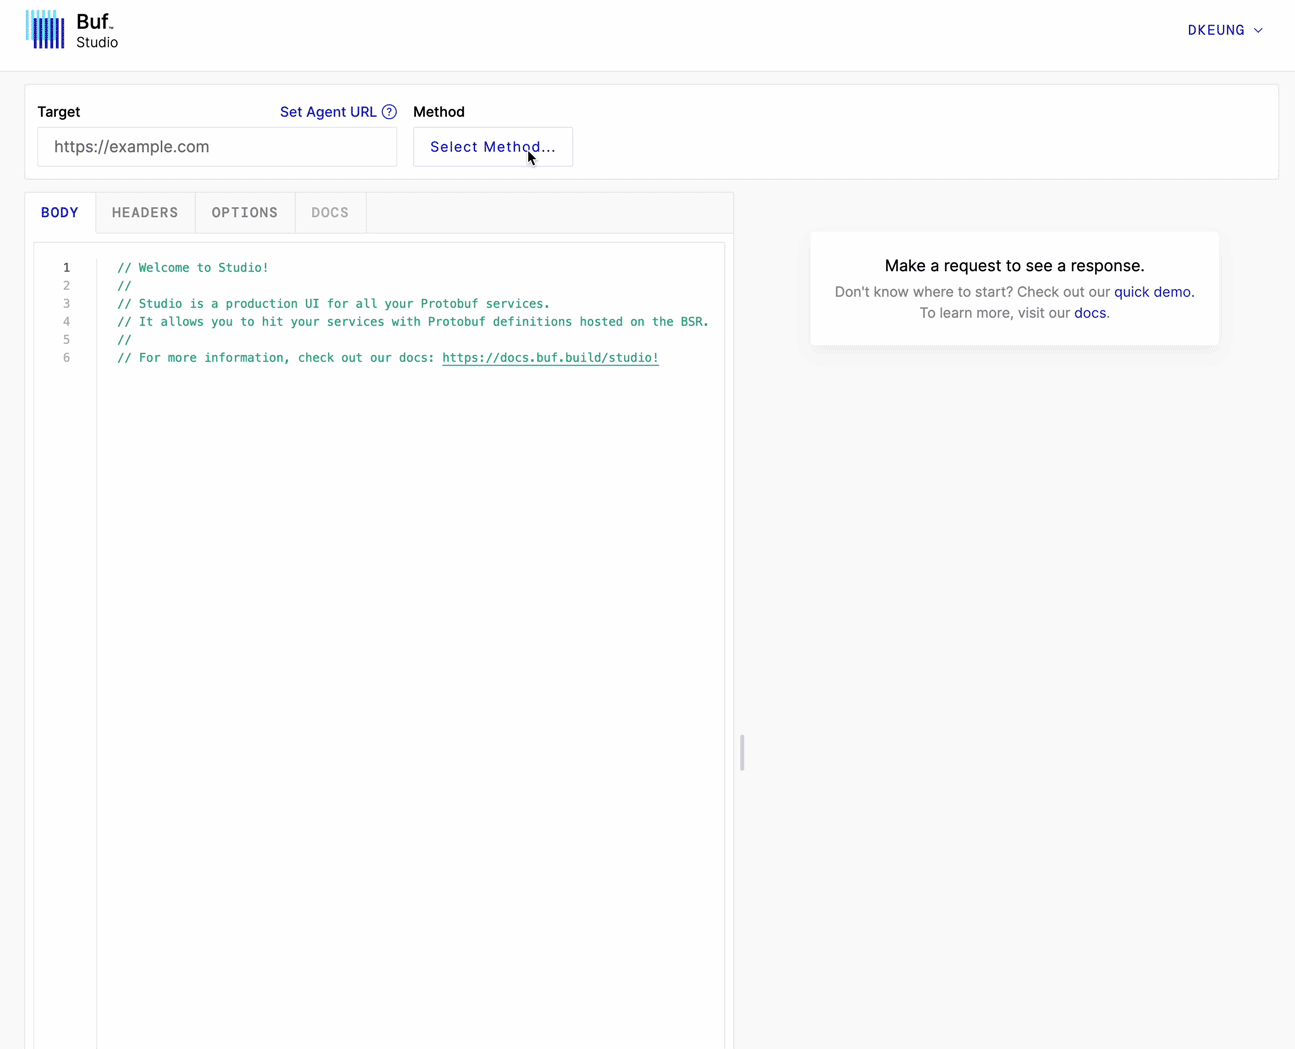 Buf™
Studio
DKEUNG
Target
Set Agent URL ?
Method
https://example.com
Select Method...
BODY
HEADERS
OPTIONS
DOCS
1 // Welcome to Studio!
2 //
3 // Studio is a production UI for all your Protobuf services.
4 // It allows you to hit your services with Protobuf definitions hosted on the BSR.
5 //
6 // For more information, check out our docs: https://docs.buf.build/studio!
Make a request to see a response.
Don't know where to start? Check out our quick demo.
To learn more, visit our docs.